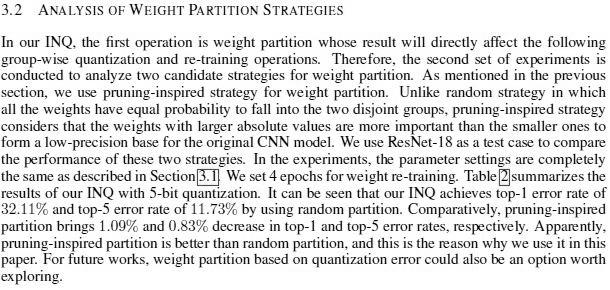 3.2 ANALYSIS OF WEIGHT PARTITION STRATEGIES
In our INQ, the first operation is weight partition whose result will directly affect the following
group-wise quantization and re-training operations. Therefore, the second set of experiments is
conducted to analyze two candidate strategies for weight partition. As mentioned in the previous
section, we use pruning-inspired strategy for weight partition. Unlike random strategy in which
all the weights have equal probability to fall into the two disjoint groups, pruning-inspired strategy
considers that the weights with larger absolute values are more important than the smaller ones to
form a low-precision base for the original CNN model. We use ResNet-18 as a test case to compare
the performance of these two strategies. In the experiments, the parameter settings are completely
the same as described in Section 3.1. We set 4 epochs for weight re-training. Table 2 summarizes the
results of our INQ with 5-bit quantization. It can be seen that our INQ achieves top-1 error rate of
32.11% and top-5 error rate of 11.73% by using random partition. Comparatively, pruning-inspired
partition brings 1.09% and 0.83% decrease in top-1 and top-5 error rates, respectively. Apparently,
pruning-inspired partition is better than random partition, and this is the reason why we use it in this
paper. For future works, weight partition based on quantization error could also be an option worth
exploring.